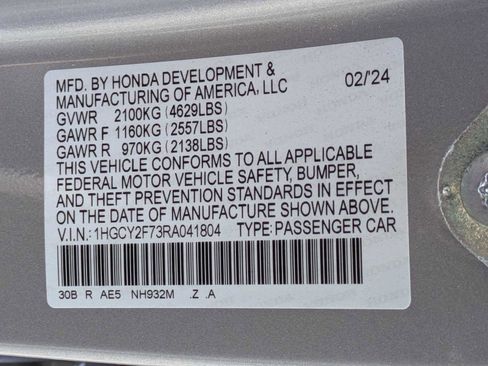 MFD. BY HONDA DEVELOPMENT &
MANUFACTURING OF AMERICA, LLC 02/24
GVWR 2100KG (4629LBS)
GAWR F 1160KG (2557LBS)
GAWR R 970KG (2138LBS)
THIS VEHICLE CONFORMS TO ALL APPLICABLE
FEDERAL MOTOR VEHICLE SAFETY, BUMPER,
AND THEFT PREVENTION STANDARDS IN EFFECT
ON THE DATE OF MANUFACTURE SHOWN ABOVE.
V.I.N.: 1HGCY2F73RA041804 TYPE: PASSENGER CAR
30B R AE5 NH932M .Z .A